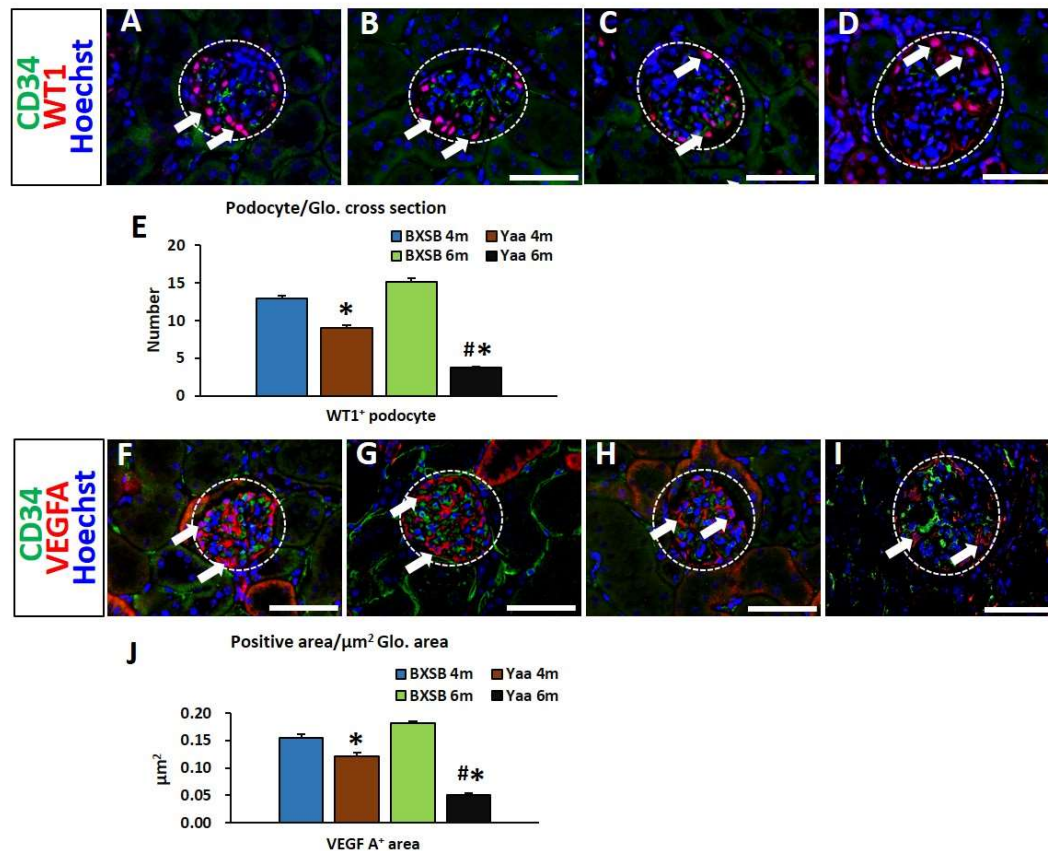 CD34
WT1
Hoechst
A
B
C
D
E
Podocyte/Glo. cross section
BXSB 4m
Yaa 4m
BXSB 6m
Yaa 6m
Number
20
15
10
5
0
*
#*
WT1⁺ podocyte
CD34
VEGFA
Hoechst
F
G
H
I
J
Positive area/µm² Glo. area
BXSB 4m
Yaa 4m
BXSB 6m
Yaa 6m
µm²
0.20
0.15
0.10
0.05
0.00
*
#*
VEGF A⁺ area